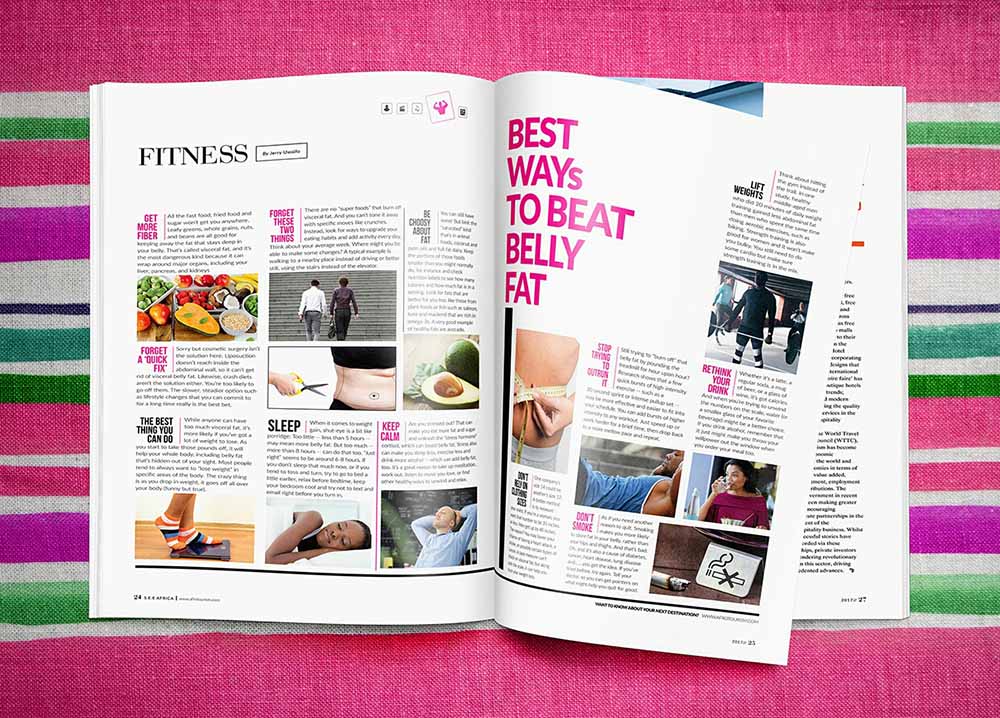 FITNESS
By Jerry Uwaifo
GET
MORE
FIBER
All the fast food, fried food and
sugar won't get you anywhere.
Leafy greens, whole grains, nuts,
and beans are all good for
keeping away the fat that stays deep in
your belly. That's called visceral fat, and it's
the most dangerous kind because it can
wrap around major organs, including your
liver, pancreas, and kidneys
FORGET
A 'QUICK
FIX'
Sorry but cosmetic surgery isn't
the solution here. Liposuction
doesn't reach inside the
abdominal wall, so it can't get
rid of visceral belly fat. Likewise, crash diets
aren't the solution either. You're too likely to
go off them. The slower, steadier option such
as lifestyle changes that you can commit to
for a long time really is the best bet.
THE BEST
THING YOU
CAN DO
While anyone can have
too much visceral fat, it's
more likely if you've got a
lot of weight to lose. As
you start to take those pounds off, it will
help your whole body, including belly fat
that's hidden out of your sight. Most people
tend to always want to "lose weight" in
specific areas of the body. The crazy thing
is as you drop in weight, it goes off all over
your body (funny but true).
FORGET
THESE
TWO
THINGS
There are no "super foods" that burn off
visceral fat. And you can't tone it away
with specific moves like crunches.
Instead, look for ways to upgrade your
eating habits and add activity every day.
Think about your average week. Where might you be
able to make some changes? A typical example is
walking to a nearby place instead of driving or better
still, using the stairs instead of the elevator.
SLEEP
When it comes to weight
gain, shut-eye is a bit like
porridge: Too little -- less than 5 hours --
may mean more belly fat. But too much --
more than 8 hours -- can do that too. "Just
right" seems to be around 6-8 hours. If
you don't sleep that much now, or if you
tend to toss and turn, try to go to bed a
little earlier, relax before bedtime, keep
your bedroom cool and try not to text and
email right before you turn in.
BE
CHOOSY
ABOUT
FAT
You can still have
some! But limit the
"saturated" kind
that's in animal
foods, coconut and
palm oils and full fat dairy. Keep
the portions of those foods
smaller than you might normally
do, for instance and check
nutrition labels to see how many
calories and how much fat is in a
serving. Look for fats that are
better for you too, like those from
plant foods or fish such as salmon,
tuna and mackerel that are rich in
omega-3s. A very good example
of healthy fats are avocado.
KEEP
CALM
Are you stressed out? That can
make you eat more fat and sugar
and unleash the "stress hormone"
cortisol, which can boost belly fat. Stress also
can make you sleep less, exercise less and
drink more alcohol -- which can add belly fat,
too. It's a good reason to take up meditation,
work out, listen to music you love, or find
other healthy ways to unwind and relax.
24 S.E.E AFRICA | www.afrotourism.com
BEST
WAYs
TO BEAT
BELLY
FAT
STOP
TRYING
TO
OUTRUN
IT
Still trying to "burn off" that
belly fat by pounding the
treadmill for hour upon hour?
Research shows that a few
quick bursts of high intensity
exercise -- such as a
30-second sprint or intense pullup set --
may be more effective and easier to fit into
your schedule. You can add bursts of higher
intensity to any workout. Just speed up or
work harder for a brief time, then drop back
to a more mellow pace and repeat.
DON'T
RELY ON
CLOTHING
SIZES
One company's
size 14 could be
another's size 12.
DON'T
SMOKE
As if you need another
reason to quit. Smoking
makes you more likely
to store fat in your belly, rather than
your hips and thighs. And that's bad.
Oh, and it's also a cause of diabetes,
cancer, heart disease, lung disease
and......you get the idea. If you've
tried before, try again. Tell your
doctor so you can get pointers on
what might help you quit for good.
LIFT
WEIGHTS
Think about hitting
the gym instead of
the trail. In one
study, healthy
middle-aged men
who did 20 minutes of daily weight
training gained less abdominal fat
than men who spent the same time
doing aerobic exercises, such as
biking. Strength training is also
good for women and it won't make
you bulky. You still need to do
some cardio but make sure
strength training is in the mix.
RETHINK
YOUR
DRINK
Whether it's a latte, a
regular soda, a mug
of beer, or a glass of
wine, it's got calories.
And when you're trying to unwind
the numbers on the scale, water (or
a smaller glass of your favorite
beverage) might be a better choice.
If you drink alcohol, remember that
it just might make you throw your
willpower out the window when
you order your meal too.
WANT TO KNOW ABOUT YOUR NEXT DESTINATION? WWW.AFROTOURISM.COM
25
27